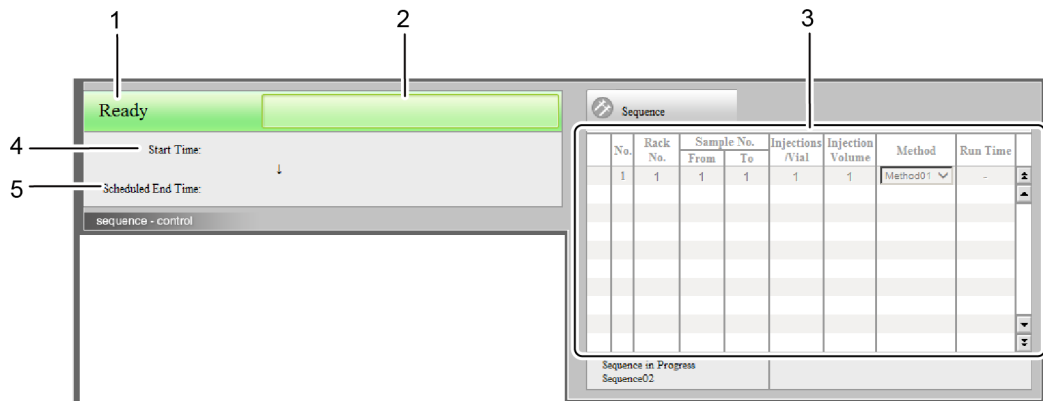 1
2
3
4
5
Ready
Start Time:
↓
Scheduled End Time:
sequence - control
Sequence
No. Rack No. Sample No. From To Injections /Vial Injection Volume Method Run Time
1 1 1 1 1 1 Method01 -
Sequence in Progress
Sequence02